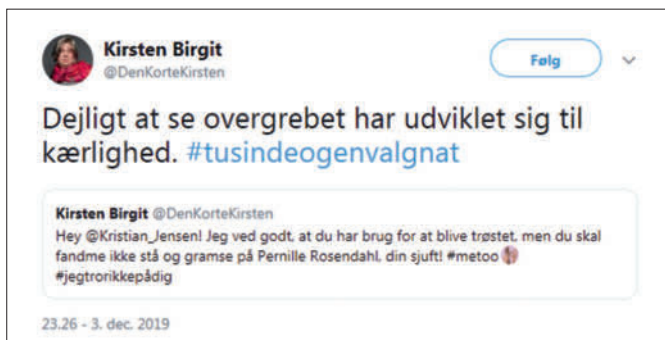 Kirsten Birgit
@DenKorteKirsten
Følg
Dejligt at se overgrebet har udviklet sig til
kærlighed. #tusindeogenvalgnat
Kirsten Birgit @DenKorteKirsten
Hey @Kristian_Jensen! Jeg ved godt, at du har brug for at blive trøstet, men du skal
fandme ikke stå og gramse på Pernille Rosendahl, din sjuft! #metoo
#jegtrorikkepådig
23.26 - 3. dec. 2019